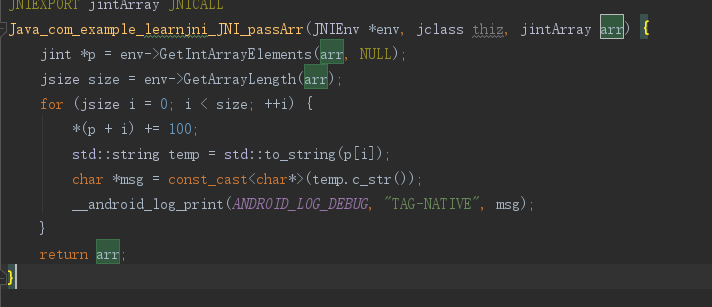 JNIEXPORT jintArray JNICALL
Java_com_example_learnjni_JNI_passArr(JNIEnv *env, jclass thiz, jintArray arr) {
    jint *p = env->GetIntArrayElements(arr, NULL);
    jsize size = env->GetArrayLength(arr);
    for (jsize i = 0; i < size; ++i) {
        *(p + i) += 100;
        std::string temp = std::to_string(p[i]);
        char *msg = const_cast<char*>(temp.c_str());
        __android_log_print(ANDROID_LOG_DEBUG, "TAG-NATIVE", msg);
    }
    return arr;
}